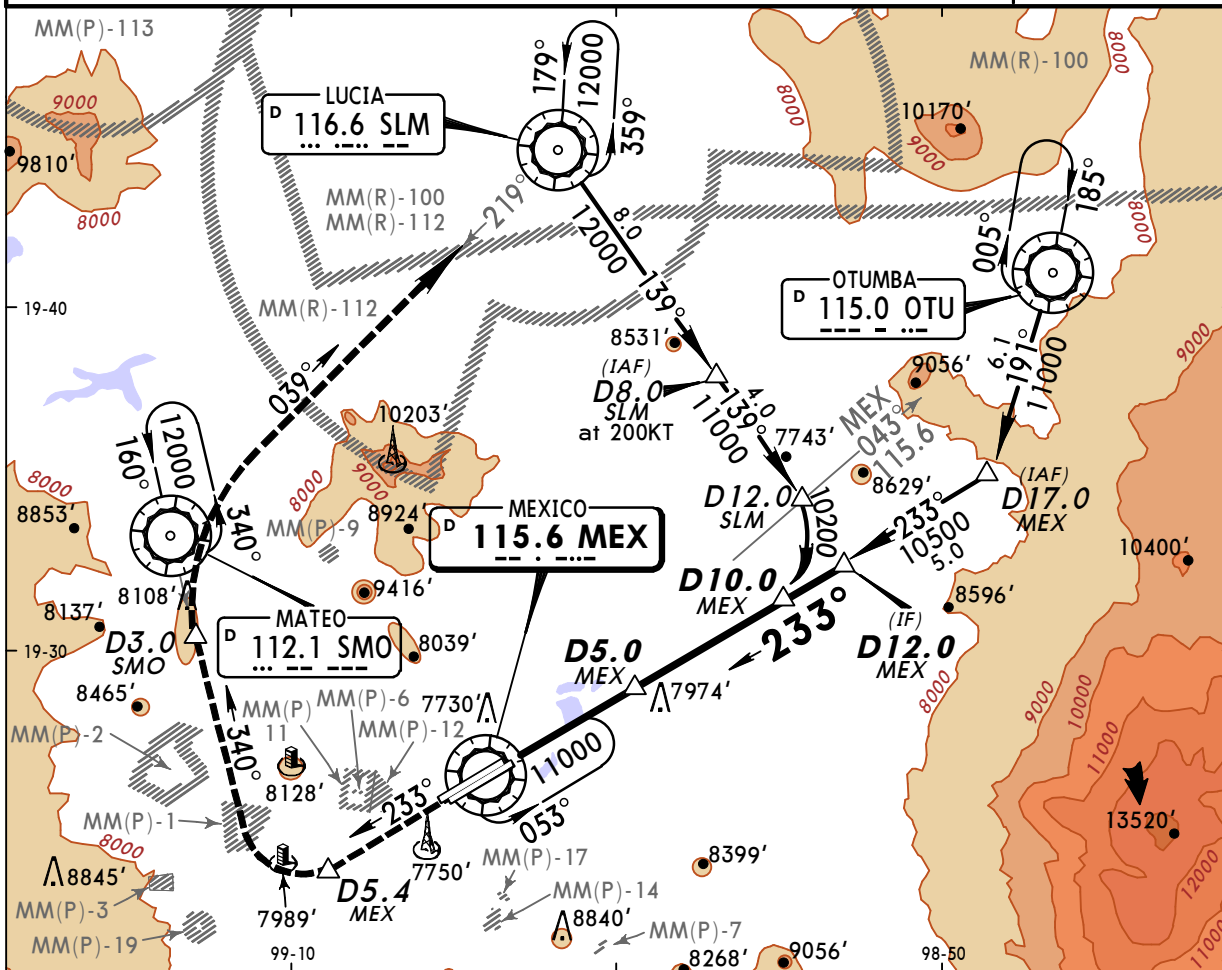 MM(P)-113
9000
9810'
8000
LUCIA
D 116.6 SLM
... .-.. --
179°
12000
359°
MM(R)-100
8000
8000
10170'
9000
8000
MM(R)-100
MM(R)-112
219°
8.0
12000
139°
005°
185°
OTUMBA
D 115.0 OTU
--- - ..-
19-40
MM(R)-112
039°
8531'
(IAF)
D8.0
SLM
at 200KT
4.0
139°
11000
MEX
043°
115.6
9056'
6.1
191°
11000
9000
12000
160°
340°
10203'
8000
9000
7743'
8629'
(IAF)
D17.0
MEX
8000
8853'
MM(P)-9
8924'
MEXICO
D 115.6 MEX
-- . -..-
D12.0
SLM
10200
233°
10500
5.0
10400'
8108'
9416'
D10.0
MEX
8596'
8137'
D3.0
SMO
MATEO
D 112.1 SMO
... -- ---
8039'
233°
(IF)
D12.0
MEX
19-30
D5.0
MEX
8465'
340°
MM(P)-6
MM(P)
11
MM(P)-12
7730'
7974'
8000
9000
10000
11000
MM(P)-2
8128'
233°
11000
053°
13520'
MM(P)-1
8000
7750'
8845'
MM(P)-3
MM(P)-19
7989'
D5.4
MEX
MM(P)-17
MM(P)-14
8399'
8840'
MM(P)-7
12000
11000
99-10
8268'
9056'
98-50